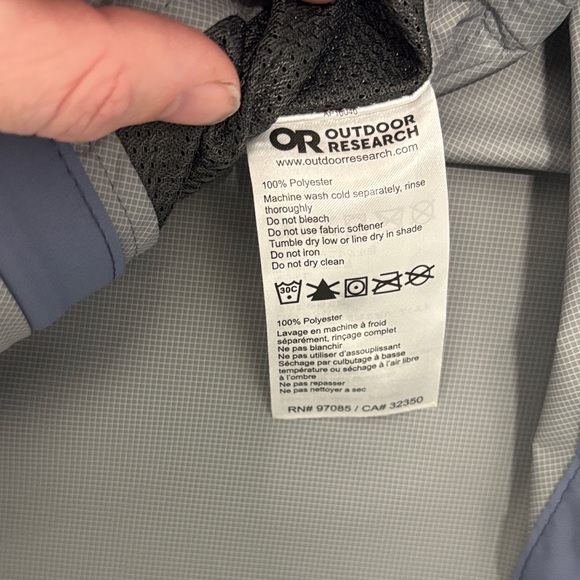 OR OUTDOOR
RESEARCH
www.outdoorresearch.com
100% Polyester
Machine wash cold separately, rinse
thoroughly
Do not bleach
Do not use fabric softener
Tumble dry low or line dry in shade
Do not iron
Do not dry clean
30C
100% Polyester
Lavage en machine à froid
séparément, rinçage complet
Ne pas blanchir
Ne pas utiliser d'assouplissant
Séchage par culbutage à basse
température ou séchage à l'air libre
à l'ombre
Ne pas repasser
Ne pas nettoyer a sec
RN# 97085 / CA# 32350